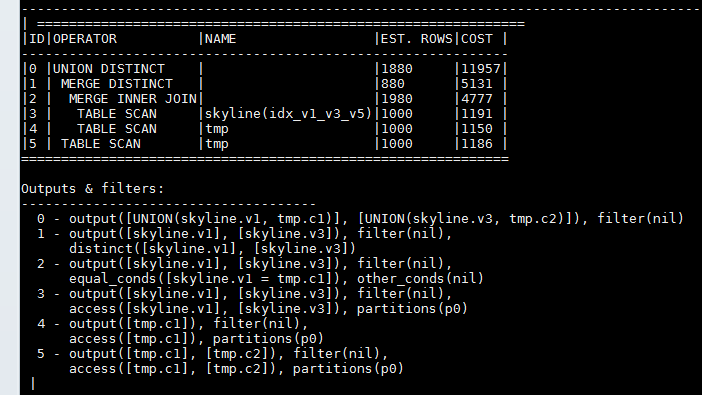 ----------------------------------------------------------------------------------
| =============================================================
|ID|OPERATOR          |NAME                 |EST. ROWS|COST |
-------------------------------------------------------------
|0 |UNION DISTINCT    |                     |1880     |11957|
|1 | MERGE DISTINCT   |                     |880      |5131 |
|2 |  MERGE INNER JOIN|                     |1980     |4777 |
|3 |   TABLE SCAN     |skyline(idx_v1_v3_v5)|1000     |1191 |
|4 |   TABLE SCAN     |tmp                  |1000     |1150 |
|5 | TABLE SCAN       |tmp                  |1000     |1186 |
=============================================================
Outputs & filters:
-------------------------------------
  0 - output([UNION(skyline.v1, tmp.c1)], [UNION(skyline.v3, tmp.c2)]), filter(nil)
  1 - output([skyline.v1], [skyline.v3]), filter(nil),
      distinct([skyline.v1], [skyline.v3])
  2 - output([skyline.v1], [skyline.v3]), filter(nil),
      equal_conds([skyline.v1 = tmp.c1]), other_conds(nil)
  3 - output([skyline.v1], [skyline.v3]), filter(nil),
      access([skyline.v1], [skyline.v3]), partitions(p0)
  4 - output([tmp.c1]), filter(nil),
      access([tmp.c1]), partitions(p0)
  5 - output([tmp.c1], [tmp.c2]), filter(nil),
      access([tmp.c1], [tmp.c2]), partitions(p0)
 |